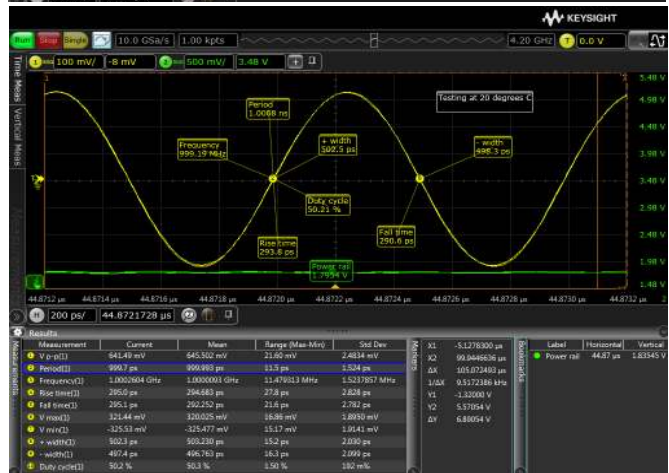 KEYSIGHT
Run Stop Single 10.0 GSa/s 1.00 kpts 4.20 GHz T 0.0 V
1 100 mV/ -8 mV 2 500 mV/ 3.48 V
Time Meas
Vertical Meas
5.48 V
4.98 V
4.48 V
3.98 V
3.48 V
2.98 V
2.48 V
1.98 V
1.48 V
Testing at 20 degrees C
Period
1.0008 ns
Frequency
999.19 MHz
+ width
502.5 ps
- width
498.3 ps
Duty cycle
50.21 %
Rise time
293.8 ps
Fall time
290.6 ps
Power rail
1.7954 V
44.8712 µs 44.8714 µs 44.8716 µs 44.8718 µs 44.8720 µs 44.8722 µs 44.8724 µs 44.8726 µs 44.8728 µs 44.8730 µs 44.8732 µs
H 200 ps/ 44.8721728 µs
Results
Measurements
Measurement Current Mean Range (Max-Min) Std Dev
V p-p(1) 641.49 mV 645.502 mV 21.60 mV 2.4834 mV
Period(1) 999.7 ps 999.993 ps 11.5 ps 1.524 ps
Frequency(1) 1.0002604 GHz 1.0000093 GHz 11.479313 MHz 1.5237857 MHz
Rise time(1) 295.0 ps 294.683 ps 27.8 ps 2.828 ps
Fall time(1) 295.1 ps 292.252 ps 21.6 ps 2.782 ps
V max(1) 321.44 mV 320.025 mV 16.86 mV 1.8950 mV
V min(1) -325.53 mV -325.477 mV 15.17 mV 1.9141 mV
+ width(1) 502.3 ps 503.230 ps 15.2 ps 2.030 ps
- width(1) 497.4 ps 496.763 ps 16.3 ps 2.099 ps
Duty cycle(1) 50.2 % 50.3 % 1.50 % 192 m%
Markers
X1 -5.1278300 µs
X2 99.9446636 µs
ΔX 105.072493 µs
1/ΔX 9.5172386 kHz
Y1 -1.32000 V
Y2 5.57054 V
ΔY 6.89054 V
Bookmarks
Label Horizontal Vertical
Power rail 44.87 µs 1.83545 V